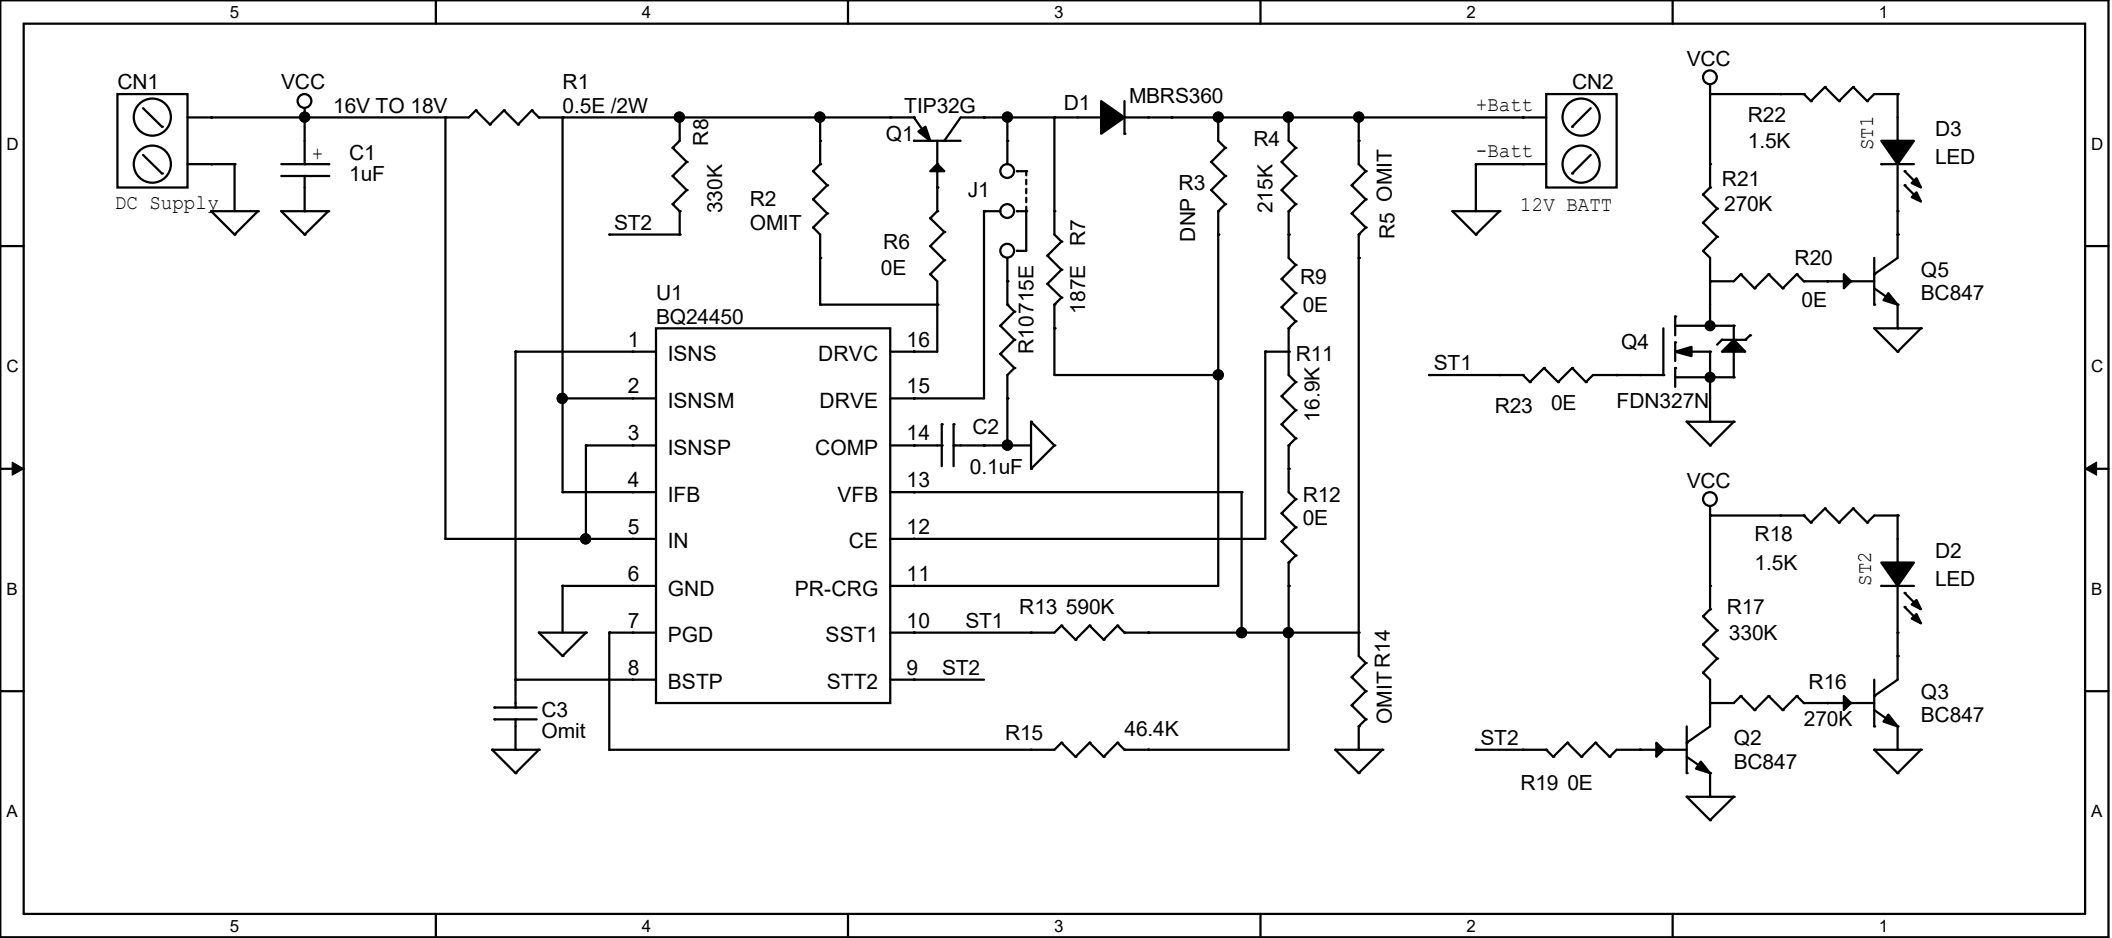 5 4 3 2 1
D
C
B
A
D
C
B
A
CN1
DC Supply
VCC
C1
1uF
16V TO 18V
R1
0.5E /2W
R8
330K
ST2
R2
OMIT
TIP32G
Q1
R6
0E
J1
D1
MBRS360
R7
187E
R10715E
R3
DNP
R4
215K
R5 OMIT
+Batt
-Batt
CN2
12V BATT
R9
0E
R11
16.9K
R12
0E
U1
BQ24450
1 ISNS
2 ISNSM
3 ISNSP
4 IFB
5 IN
6 GND
7 PGD
8 BSTP
16 DRVC
15 DRVE
14 COMP
13 VFB
12 CE
11 PR-CRG
10 SST1
9 STT2
C2
0.1uF
ST1
R13 590K
ST2
C3
Omit
R15
46.4K
OMIT R14
VCC
R22
1.5K
ST1
D3
LED
R21
270K
R20
0E
Q5
BC847
Q4
FDN327N
ST1
R23 0E
VCC
R18
1.5K
ST2
D2
LED
R17
330K
R16
270K
Q3
BC847
ST2
R19 0E
Q2
BC847
5 4 3 2 1